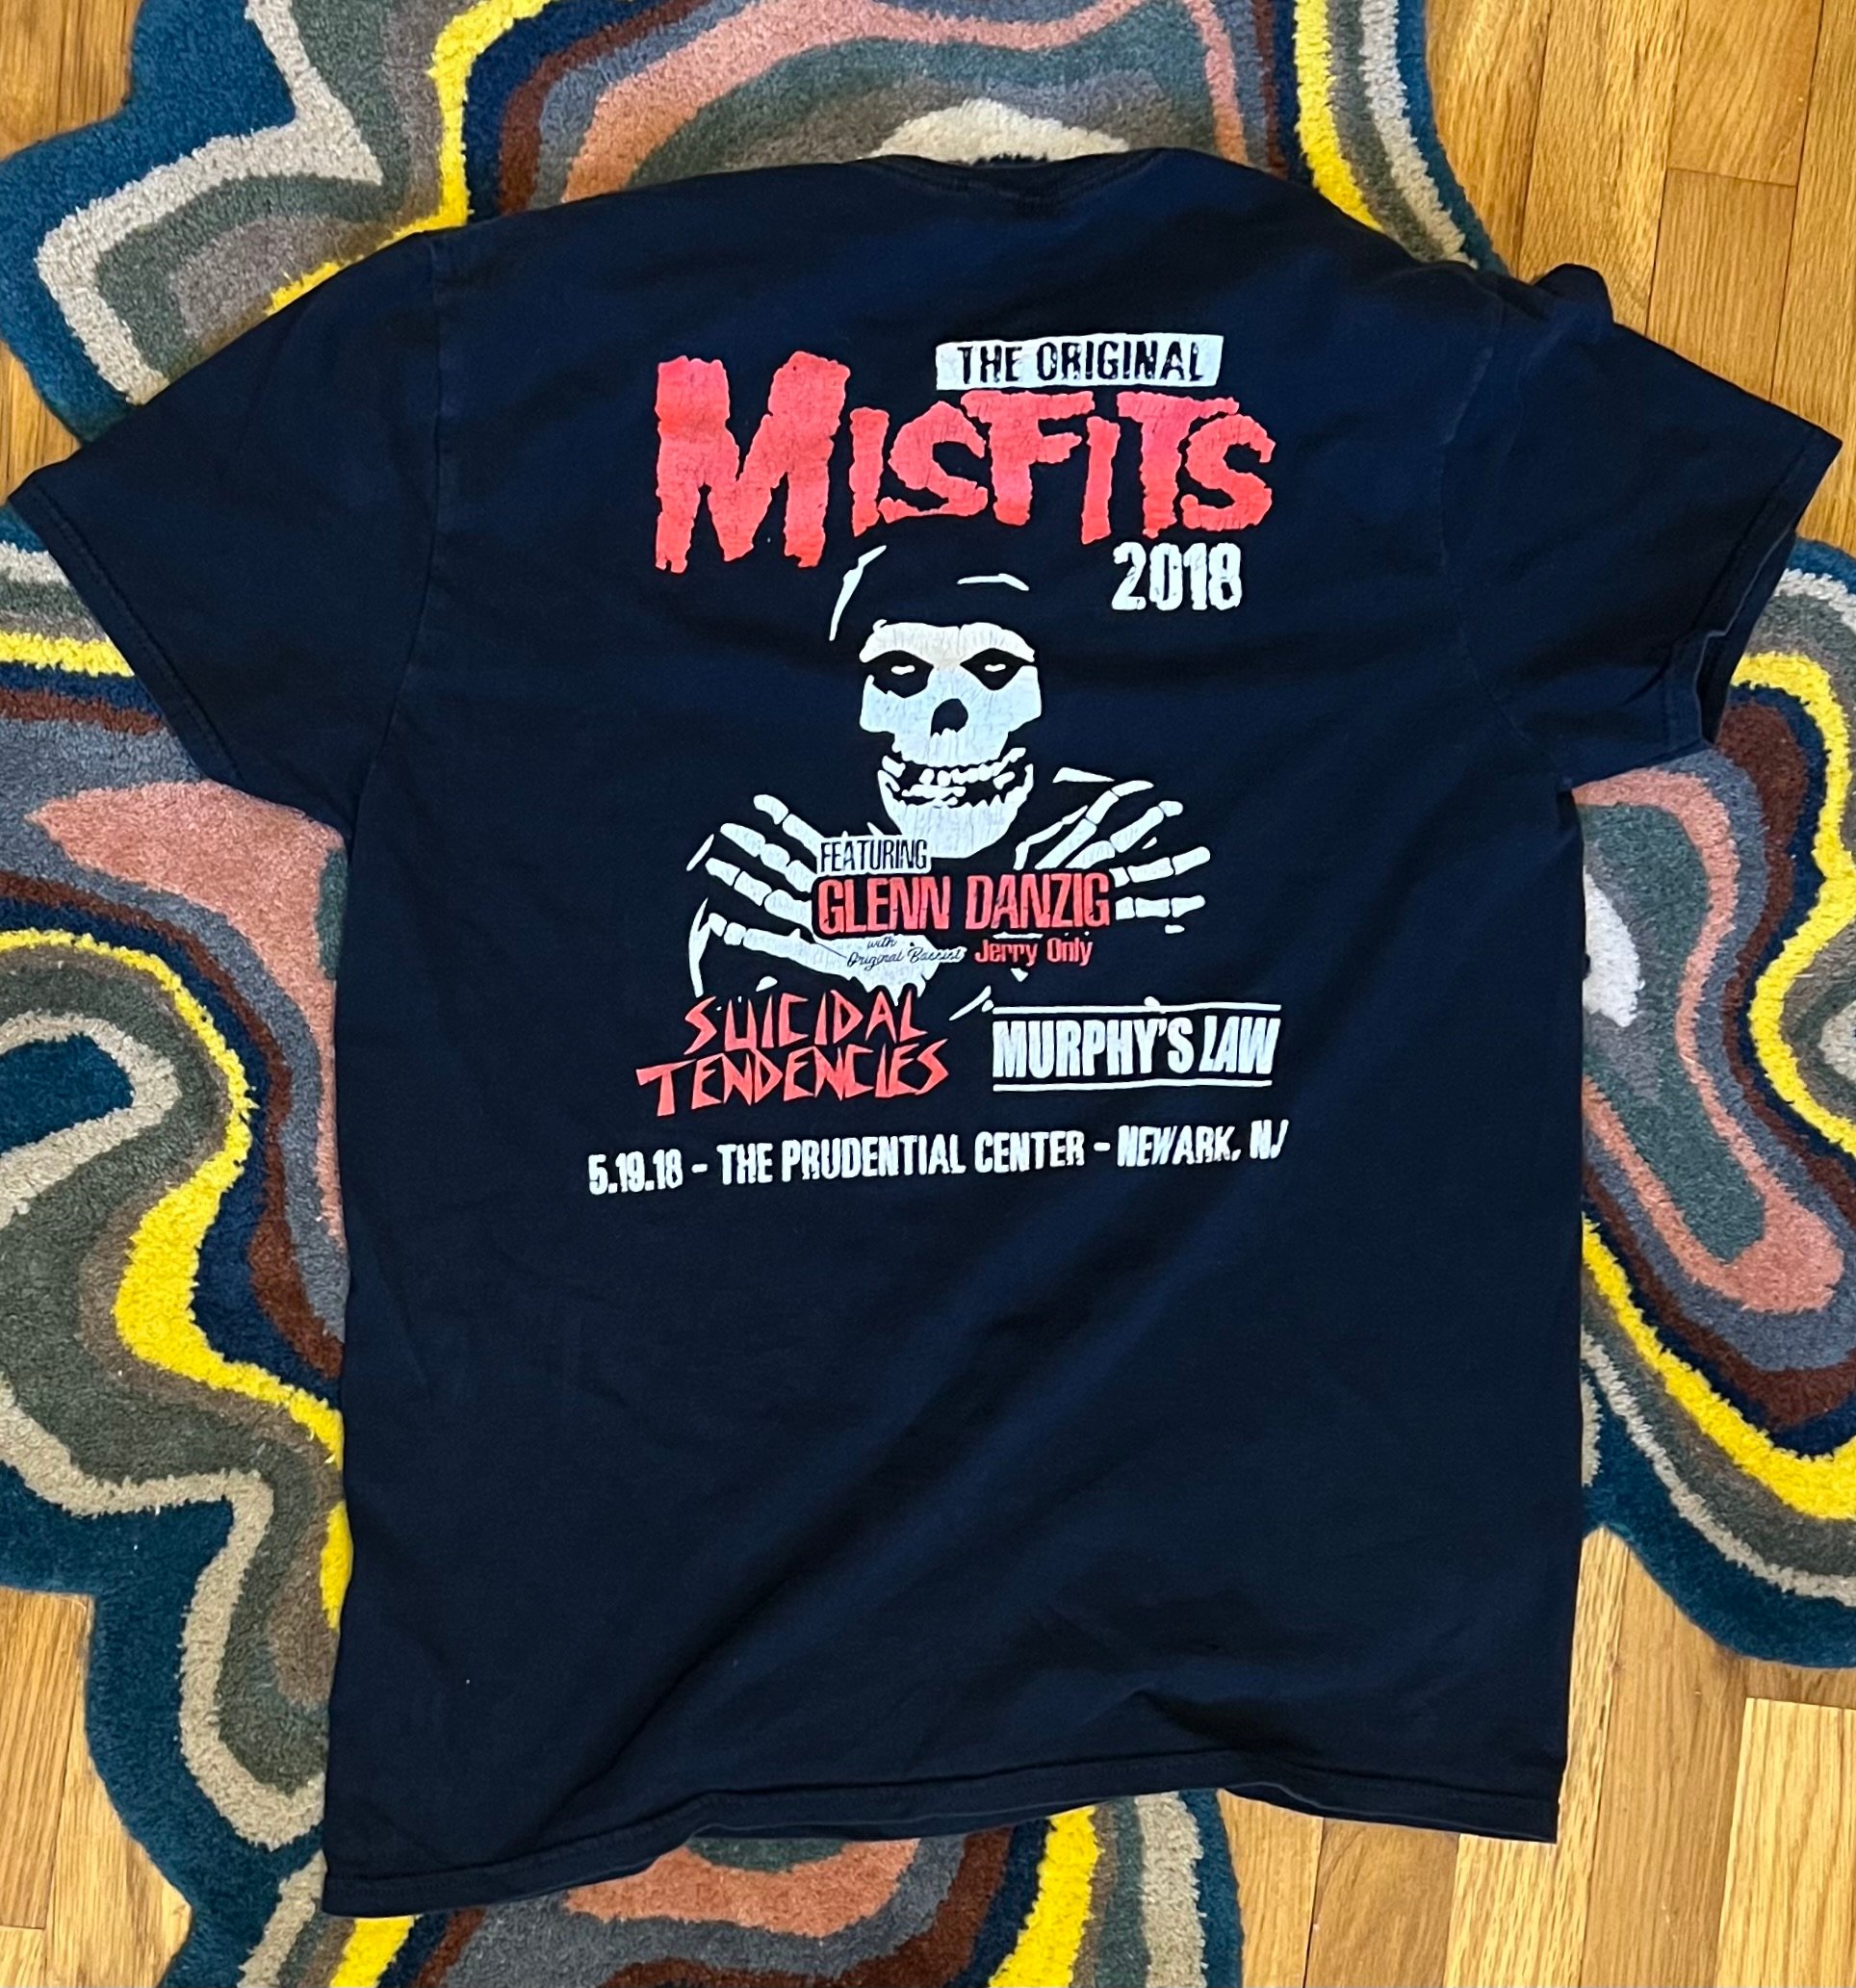 THE ORIGINAL
MISFITS
2018
FEATURING
GLENN DANZIG
with
Original Bassist Jerry Only
SUICIDAL
TENDENCIES
MURPHY'S LAW
5.19.18 - THE PRUDENTIAL CENTER - NEWARK, NJ